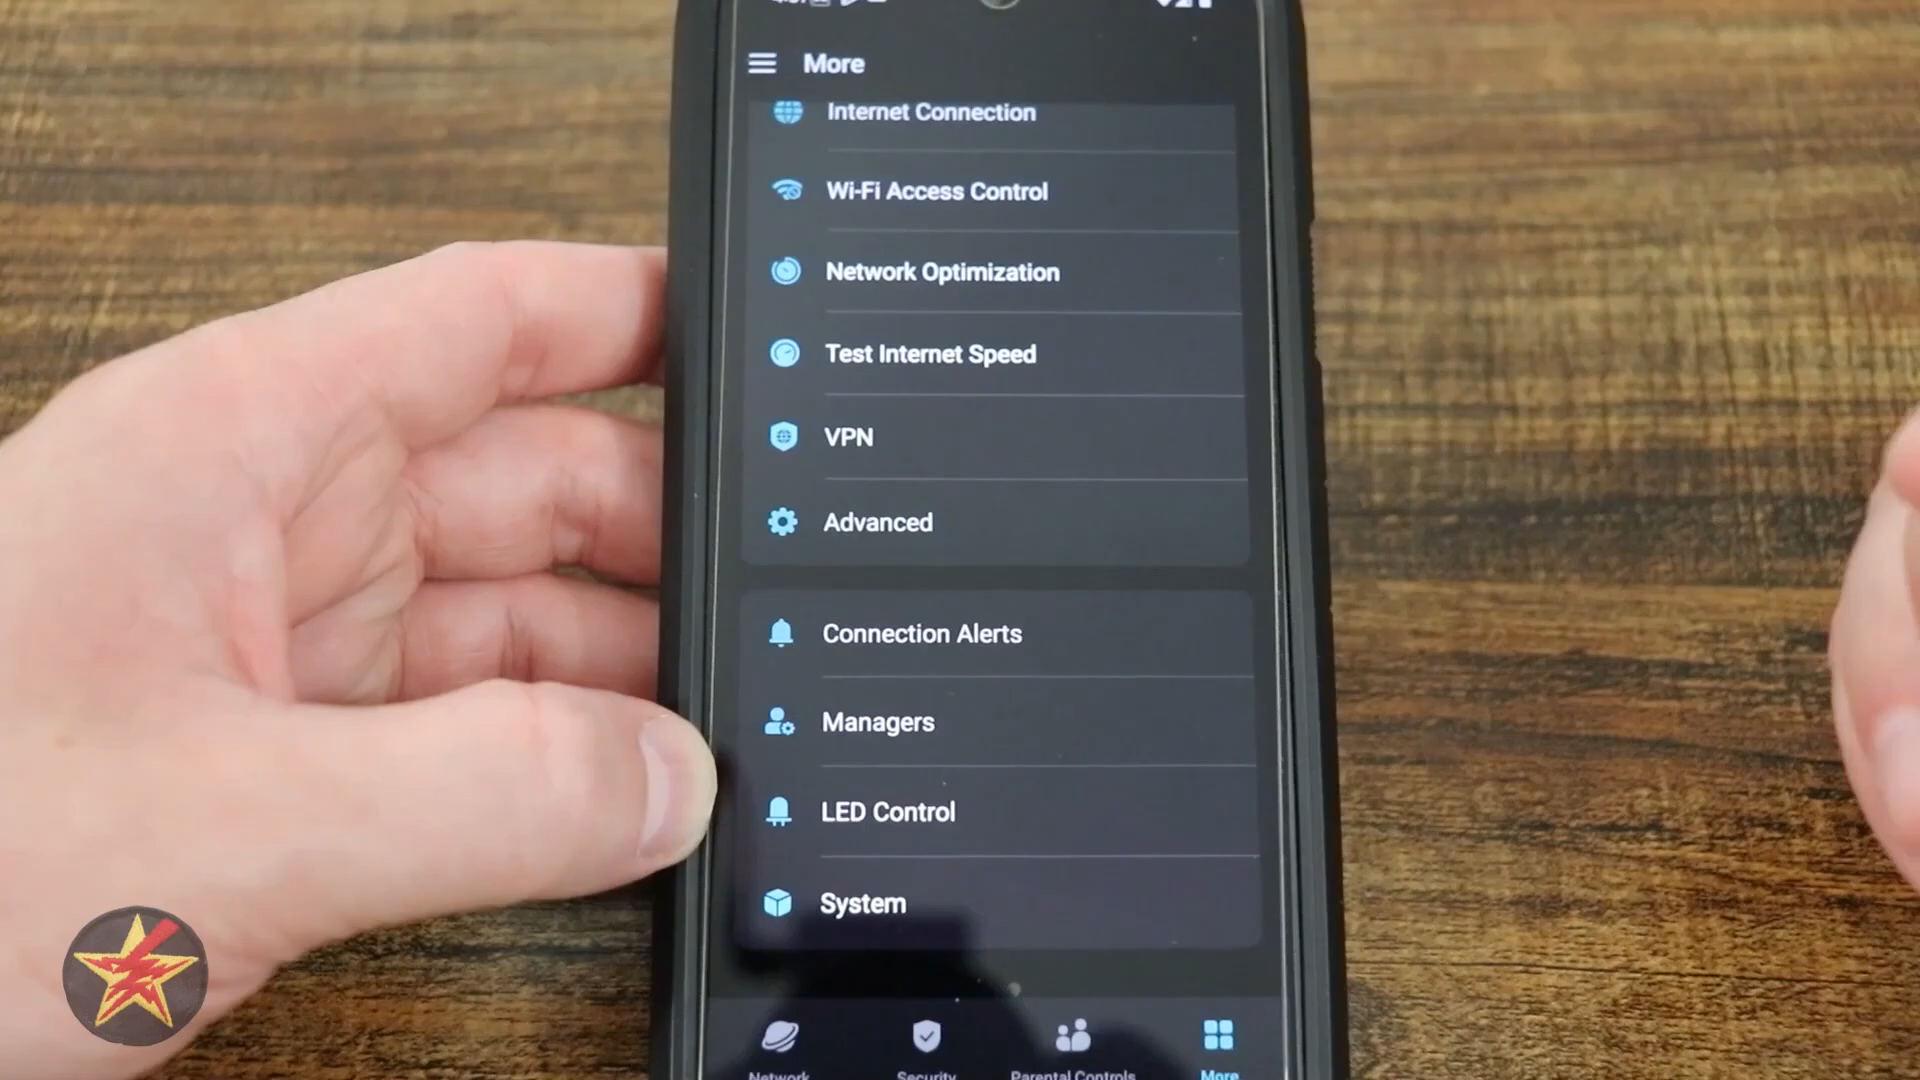 More
Internet Connection
Wi-Fi Access Control
Network Optimization
Test Internet Speed
VPN
Advanced
Connection Alerts
Managers
LED Control
System
Network
Security
Parental Controls
More